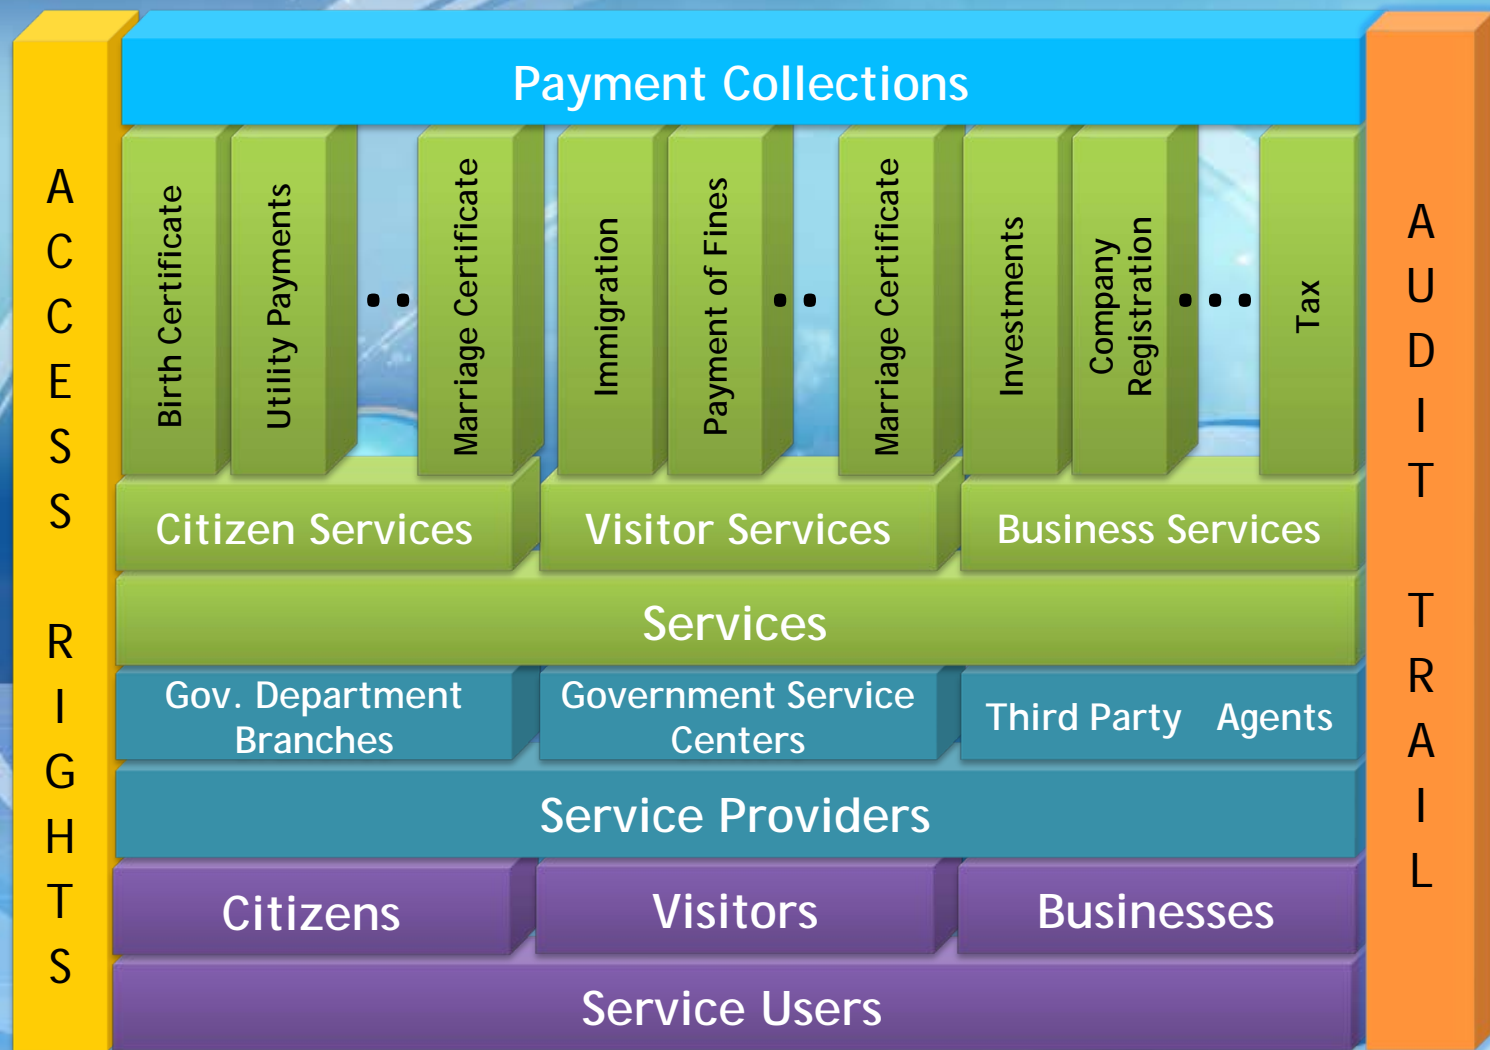 Payment Collections
ACCESS RIGHTS
Birth Certificate
Utility Payments
..
Marriage Certificate
Immigration
Payment of Fines
..
Marriage Certificate
Investments
Company
Registration
...
Tax
AUDIT TRAIL
Citizen Services
Visitor Services
Business Services
Services
Gov. Department
Branches
Government Service
Centers
Third Party Agents
Service Providers
Citizens
Visitors
Businesses
Service Users